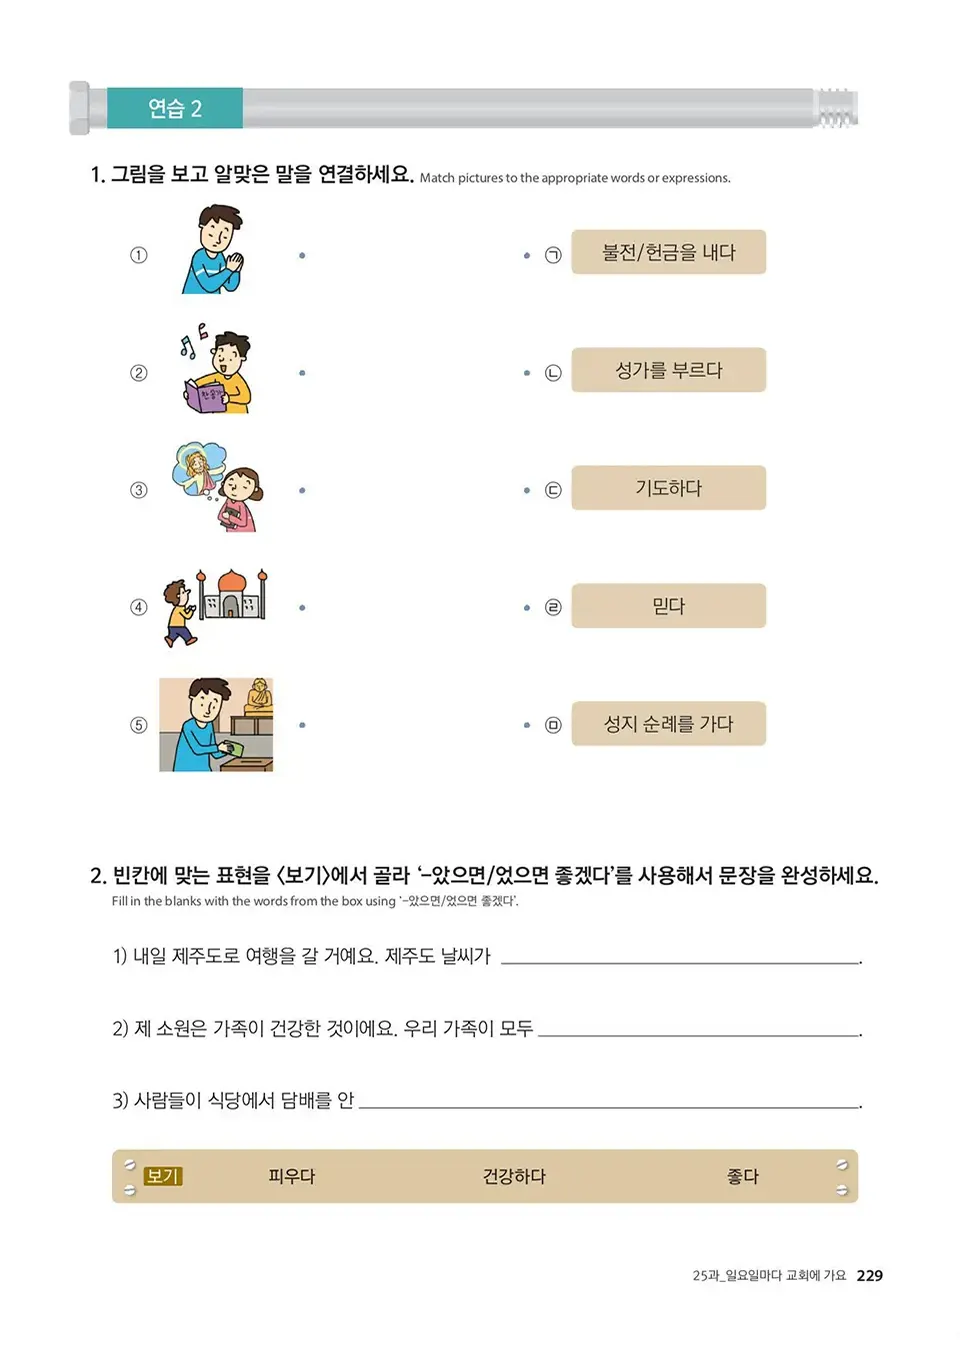 연습 2
1. 그림을 보고 알맞은 말을 연결하세요. Match pictures to the appropriate words or expressions.
① ㉠ 불전/헌금을 내다
② 찬송가 ㉡ 성가를 부르다
③ ㉢ 기도하다
④ ㉣ 믿다
⑤ ㉤ 성지 순례를 가다
2. 빈칸에 맞는 표현을 〈보기〉에서 골라 ‘-았으면/었으면 좋겠다’를 사용해서 문장을 완성하세요.
Fill in the blanks with the words from the box using ‘-았으면/었으면 좋겠다’.
1) 내일 제주도로 여행을 갈 거예요. 제주도 날씨가 .
2) 제 소원은 가족이 건강한 것이에요. 우리 가족이 모두 .
3) 사람들이 식당에서 담배를 안 .
보기 피우다 건강하다 좋다
25과_일요일마다 교회에 가요 229